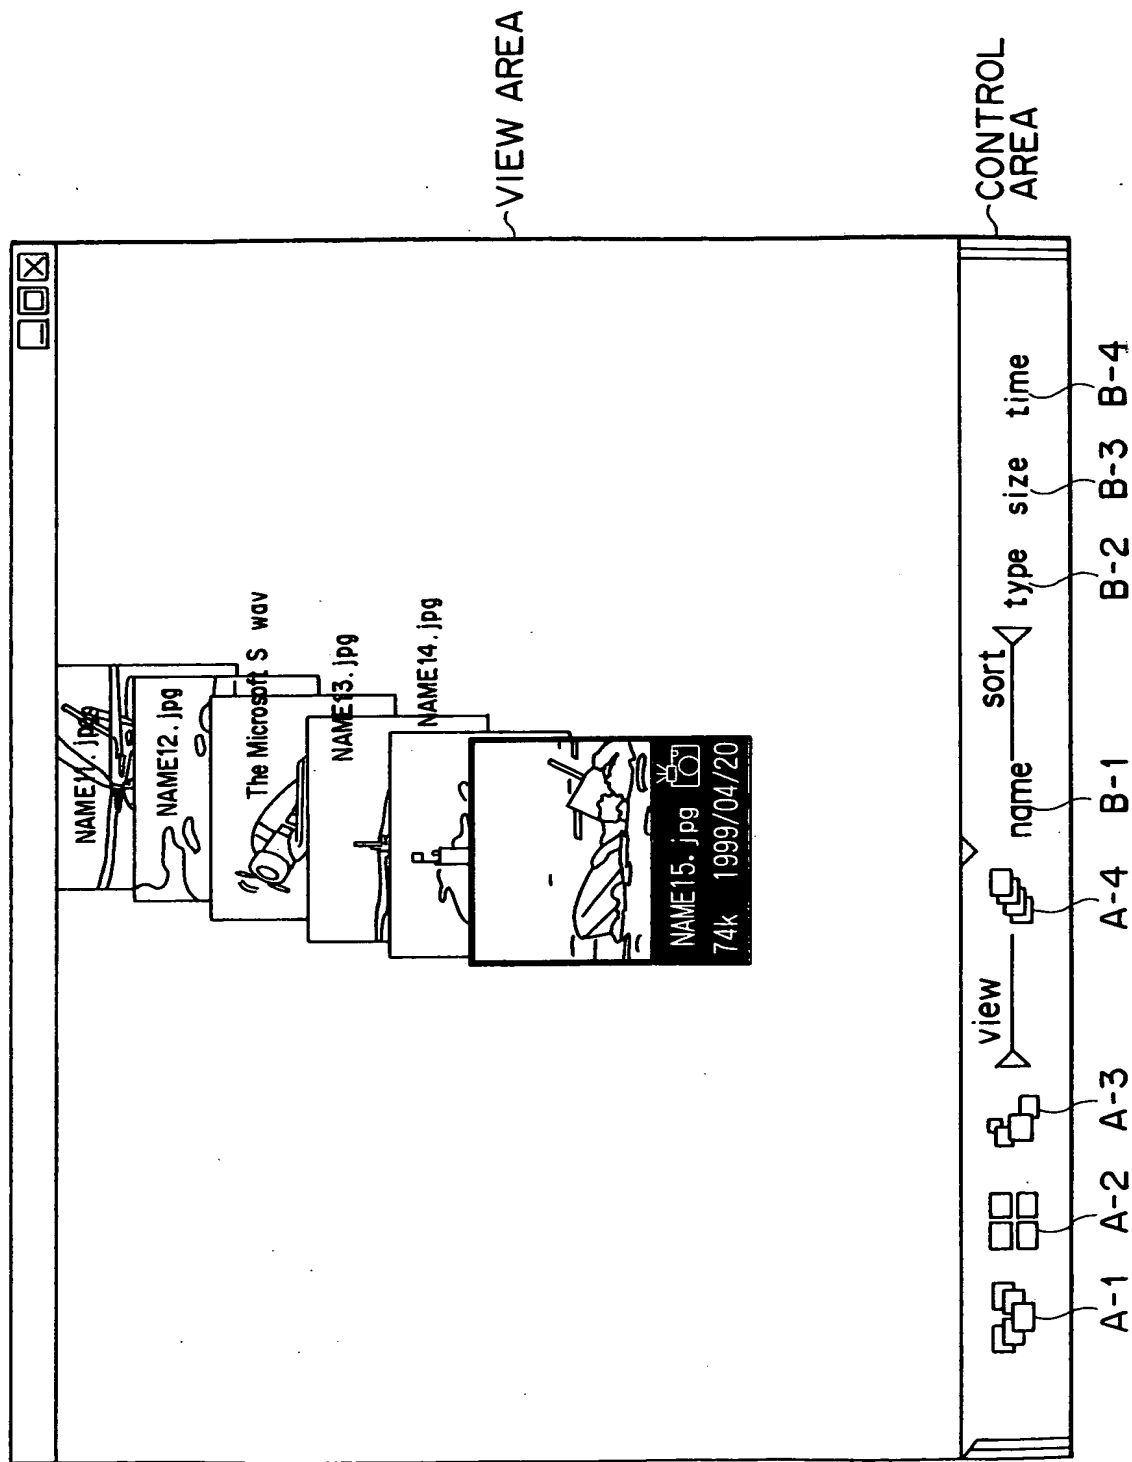 NAME11.jpg
NAME12.jpg
The Microsoft S wav
NAME13.jpg
NAME14.jpg
NAME15.jpg
74k 1999/04/20
VIEW AREA
view
sort
name
type
size
time
CONTROL
AREA
A-1
A-2
A-3
A-4
B-1
B-2
B-3
B-4